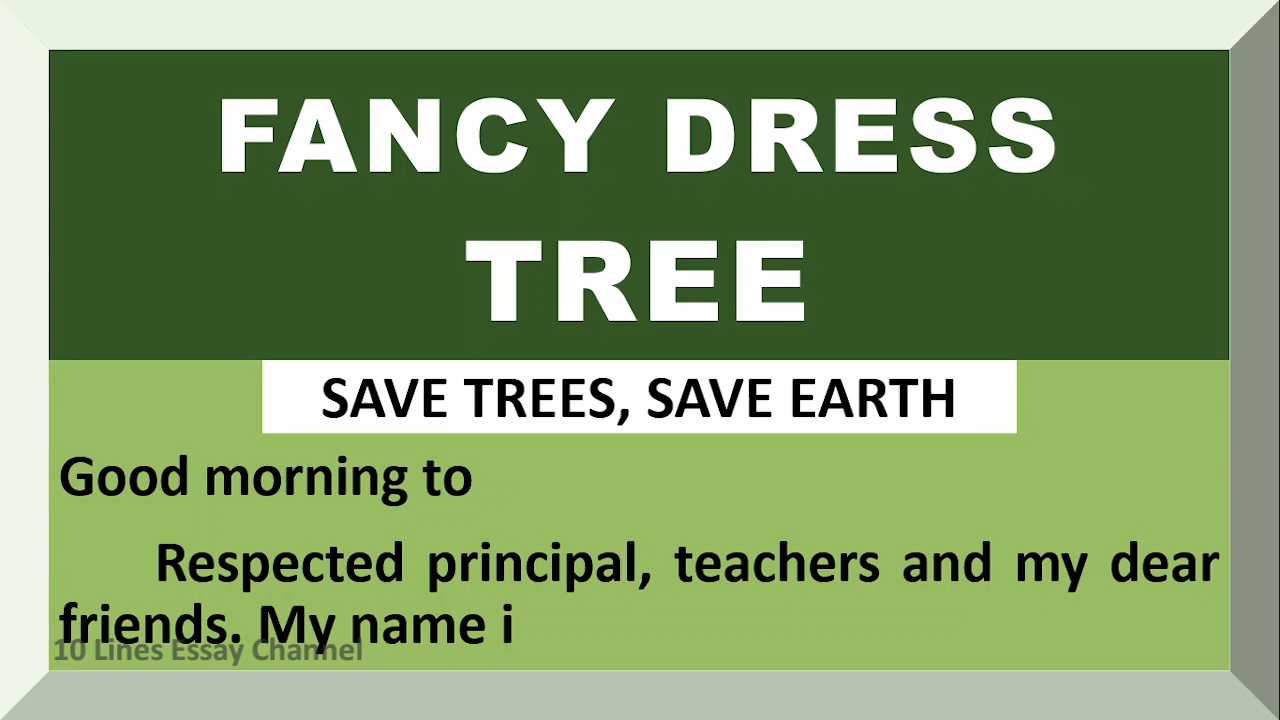 FANCY DRESS
TREE
SAVE TREES, SAVE EARTH
Good morning to
Respected principal, teachers and my dear
friends. My name i
10 Lines Essay Channel